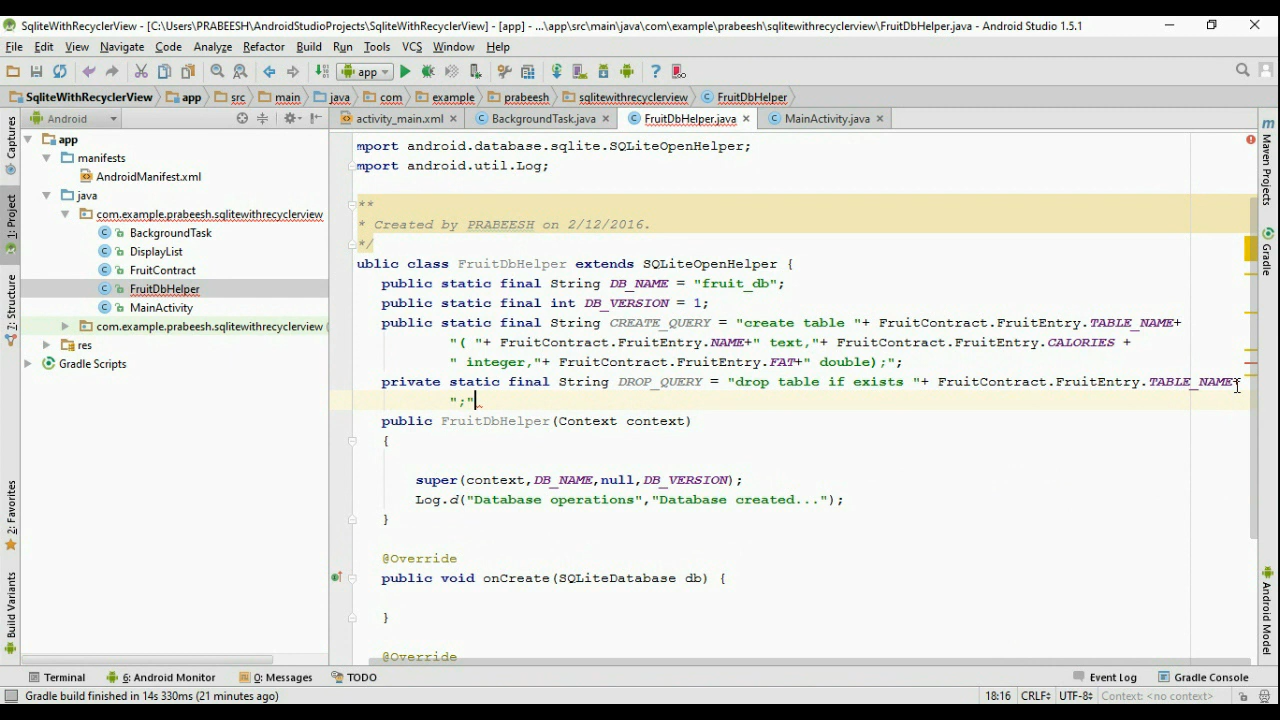 SqliteWithRecyclerView - [C:\Users\PRABEESH\AndroidStudioProjects\SqliteWithRecyclerView] - [app] - ...\app\src\main\java\com\example\prabeesh\sqlitewithrecyclerview\FruitDbHelper.java - Android Studio 1.5.1
File Edit View Navigate Code Analyze Refactor Build Run Tools VCS Window Help
app
SqliteWithRecyclerView app src main java com example prabeesh sqlitewithrecyclerview FruitDbHelper
Android
activity_main.xml BackgroundTask.java FruitDbHelper.java MainActivity.java
Captures
1: Project
2: Structure
2: Favorites
Build Variants
app
manifests
AndroidManifest.xml
java
com.example.prabeesh.sqlitewithrecyclerview
BackgroundTask
DisplayList
FruitContract
FruitDbHelper
MainActivity
com.example.prabeesh.sqlitewithrecyclerview (
res
Gradle Scripts
mport android.database.sqlite.SQLiteOpenHelper;
mport android.util.Log;
**
* Created by PRABEESH on 2/12/2016.
*/
ublic class FruitDbHelper extends SQLiteOpenHelper {
public static final String DB_NAME = "fruit_db";
public static final int DB_VERSION = 1;
public static final String CREATE_QUERY = "create table "+ FruitContract.FruitEntry.TABLE_NAME+
"( "+ FruitContract.FruitEntry.NAME+" text,"+ FruitContract.FruitEntry.CALORIES +
" integer,"+ FruitContract.FruitEntry.FAT+" double);";
private static final String DROP_QUERY = "drop table if exists "+ FruitContract.FruitEntry.TABLE_NAME+
";"
public FruitDbHelper(Context context)
{
super(context,DB_NAME,null,DB_VERSION);
Log.d("Database operations","Database created...");
}
@Override
public void onCreate(SQLiteDatabase db) {
}
@Override
Maven Projects
Gradle
Android Model
Terminal 6: Android Monitor 0: Messages TODO Event Log Gradle Console
Gradle build finished in 14s 330ms (21 minutes ago) 18:16 CRLF UTF-8 Context: <no context>